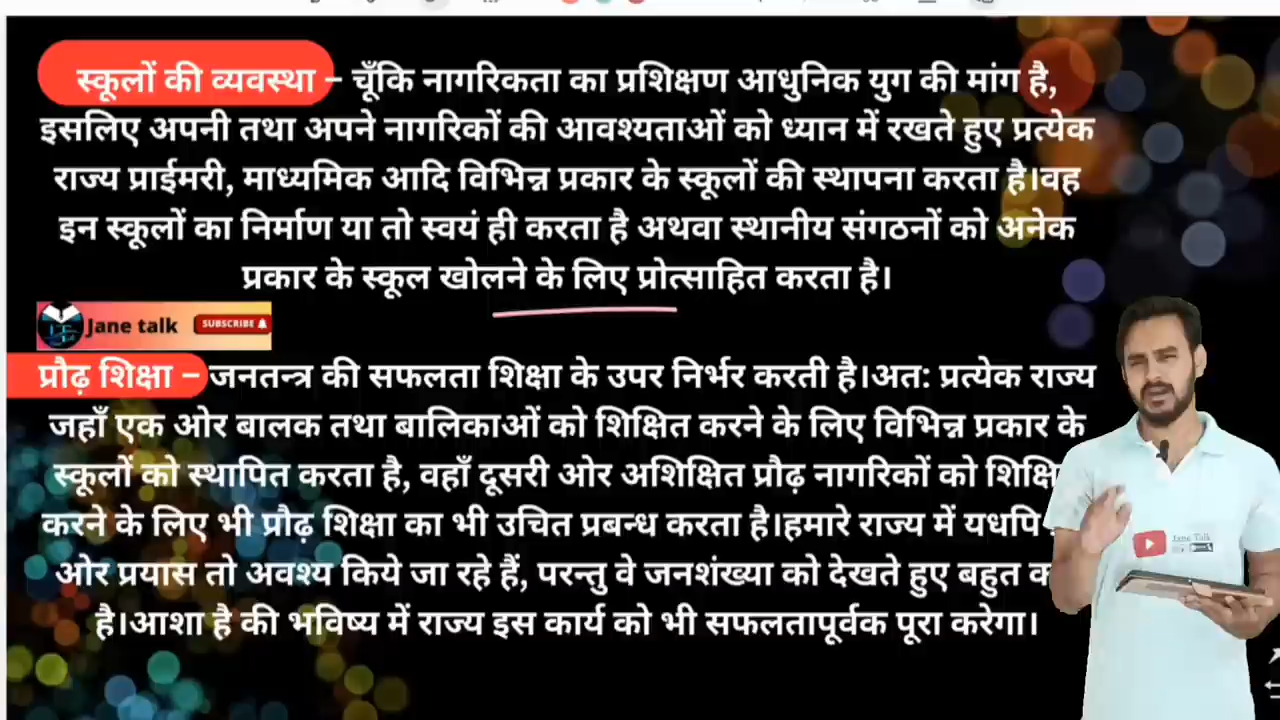 स्कूलों की व्यवस्था – चूँकि नागरिकता का प्रशिक्षण आधुनिक युग की मांग है,
इसलिए अपनी तथा अपने नागरिकों की आवश्यताओं को ध्यान में रखते हुए प्रत्येक
राज्य प्राईमरी, माध्यमिक आदि विभिन्न प्रकार के स्कूलों की स्थापना करता है।वह
इन स्कूलों का निर्माण या तो स्वयं ही करता है अथवा स्थानीय संगठनों को अनेक
प्रकार के स्कूल खोलने के लिए प्रोत्साहित करता है।
Jane talk SUBSCRIBE
प्रौढ़ शिक्षा – जनतन्त्र की सफलता शिक्षा के उपर निर्भर करती है।अत: प्रत्येक राज्य
जहाँ एक ओर बालक तथा बालिकाओं को शिक्षित करने के लिए विभिन्न प्रकार के
स्कूलों को स्थापित करता है, वहाँ दूसरी ओर अशिक्षित प्रौढ़ नागरिकों को
करने के लिए भी प्रौढ़ शिक्षा का भी उचित प्रबन्ध करता है।हमारे राज्य में यधपि
ओर प्रयास तो अवश्य किये जा रहे हैं, परन्तु वे जनशंख्या को देखते हुए बहुत
है।आशा है की भविष्य में राज्य इस कार्य को भी सफलतापूर्वक पूरा करेगा।
Jane Talk